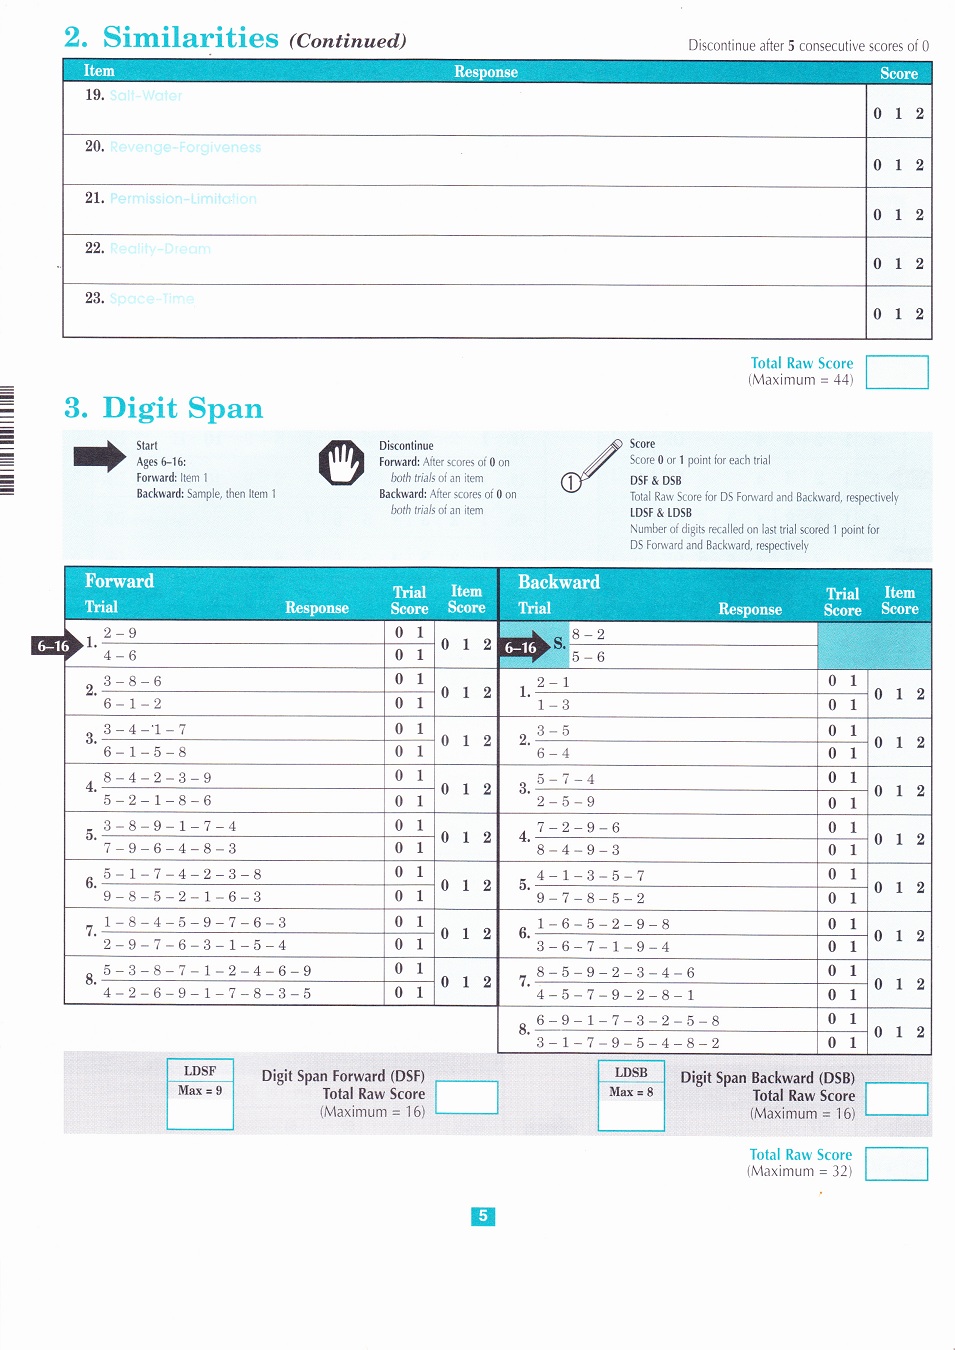 2. Similarities (Continued)
Discontinue after 5 consecutive scores of 0
Item Response Score
19. Salt–Water
0 1 2
20. Revenge–Forgiveness
0 1 2
21. Permission–Limitation
0 1 2
22. Reality–Dream
0 1 2
23. Space–Time
0 1 2
Total Raw Score
(Maximum = 44)
3. Digit Span
Start
Ages 6–16:
Forward: Item 1
Backward: Sample, then Item 1
Discontinue
Forward: After scores of 0 on
both trials of an item
Backward: After scores of 0 on
both trials of an item
1
Score
Score 0 or 1 point for each trial
DSF & DSB
Total Raw Score for DS Forward and Backward, respectively
LDSF & LDSB
Number of digits recalled on last trial scored 1 point for
DS Forward and Backward, respectively
Forward
Trial Response Trial Score Item Score
6–16 1. 2 – 9 0 1
4 – 6 0 1
0 1 2
2. 3 – 8 – 6 0 1
6 – 1 – 2 0 1
0 1 2
3. 3 – 4 – 1 – 7 0 1
6 – 1 – 5 – 8 0 1
0 1 2
4. 8 – 4 – 2 – 3 – 9 0 1
5 – 2 – 1 – 8 – 6 0 1
0 1 2
5. 3 – 8 – 9 – 1 – 7 – 4 0 1
7 – 9 – 6 – 4 – 8 – 3 0 1
0 1 2
6. 5 – 1 – 7 – 4 – 2 – 3 – 8 0 1
9 – 8 – 5 – 2 – 1 – 6 – 3 0 1
0 1 2
7. 1 – 8 – 4 – 5 – 9 – 7 – 6 – 3 0 1
2 – 9 – 7 – 6 – 3 – 1 – 5 – 4 0 1
0 1 2
8. 5 – 3 – 8 – 7 – 1 – 2 – 4 – 6 – 9 0 1
4 – 2 – 6 – 9 – 1 – 7 – 8 – 3 – 5 0 1
0 1 2
Backward
Trial Response Trial Score Item Score
6–16 S. 8 – 2
5 – 6
1. 2 – 1 0 1
1 – 3 0 1
0 1 2
2. 3 – 5 0 1
6 – 4 0 1
0 1 2
3. 5 – 7 – 4 0 1
2 – 5 – 9 0 1
0 1 2
4. 7 – 2 – 9 – 6 0 1
8 – 4 – 9 – 3 0 1
0 1 2
5. 4 – 1 – 3 – 5 – 7 0 1
9 – 7 – 8 – 5 – 2 0 1
0 1 2
6. 1 – 6 – 5 – 2 – 9 – 8 0 1
3 – 6 – 7 – 1 – 9 – 4 0 1
0 1 2
7. 8 – 5 – 9 – 2 – 3 – 4 – 6 0 1
4 – 5 – 7 – 9 – 2 – 8 – 1 0 1
0 1 2
8. 6 – 9 – 1 – 7 – 3 – 2 – 5 – 8 0 1
3 – 1 – 7 – 9 – 5 – 4 – 8 – 2 0 1
0 1 2
LDSF
Max = 9
Digit Span Forward (DSF)
Total Raw Score
(Maximum = 16)
LDSB
Max = 8
Digit Span Backward (DSB)
Total Raw Score
(Maximum = 16)
Total Raw Score
(Maximum = 32)
5